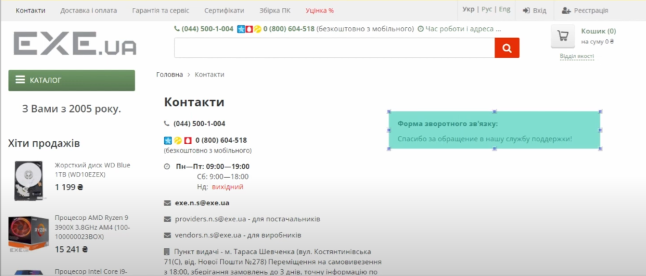 Контакти Доставка і оплата Гарантія та сервіс Сертифікати Збірка ПК Уцінка % Укр | Рус | Eng Вхід Реєстрація
EXE.UA
(044) 500-1-004 0 (800) 604-518 (безкоштовно з мобільного) Час роботи і адреса ...
Кошик (0)
на суму 0 ₴
Відділ якості
КАТАЛОГ
Головна > Контакти
З Вами з 2005 року.
Хіти продажів
Жорсткий диск WD Blue
1TB (WD10EZEX)
1 199 ₴
Процесор AMD Ryzen 9
3900X 3.8GHz AM4 (100-
100000023BOX)
15 241 ₴
Процесор Intel Core i9-
Контакти
(044) 500-1-004
0 (800) 604-518
(безкоштовно з мобільного)
Пн—Пт: 09:00—19:00
Сб: 9:00—18:00
Нд: вихідний
exe.n.s@exe.ua
providers.n.s@exe.ua - для постачальників
vendors.n.s@exe.ua - для виробників
Пункт видачі - м. Тараса Шевченка (вул. Костянтинівська
71(С), від. Нової Пошти №278) Переміщення на самовивезення
з 18:00, зберігання замовлень до 3 днів, точну інформацію по
Форма зворотного зв'язку:
Спасибо за обращение в нашу службу поддержки!